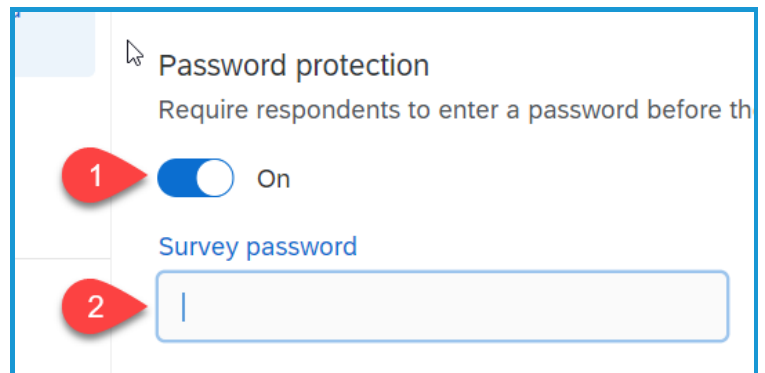 Password protection
Require respondents to enter a password before th
1
On
Survey password
2